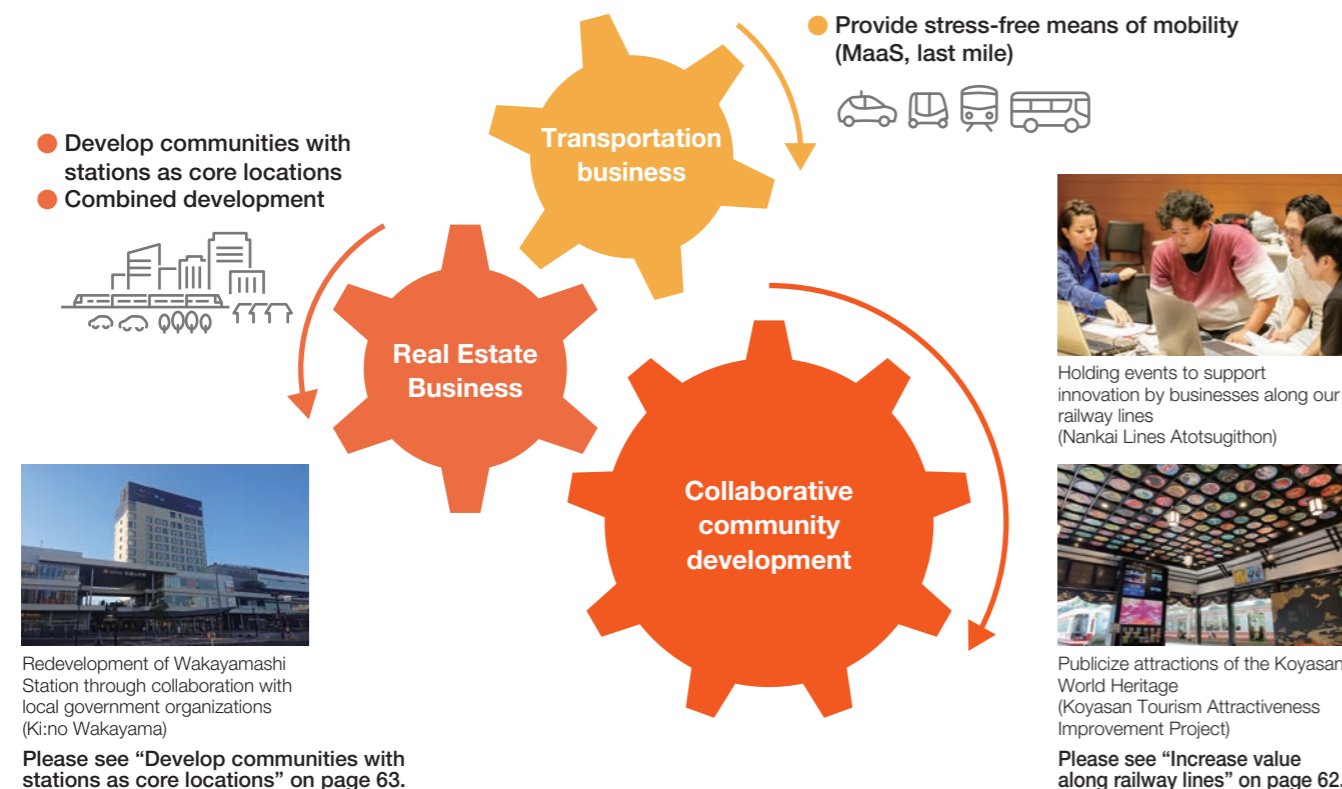 Provide stress-free means of mobility
(MaaS, last mile)
Transportation
business
Develop communities with
stations as core locations
Combined development
Real Estate
Business
Collaborative
community
development
Holding events to support
innovation by businesses along our
railway lines
(Nankai Lines Atotsugithon)
Redevelopment of Wakayamashi
Station through collaboration with
local government organizations
(Ki:no Wakayama)
Please see “Develop communities with
stations as core locations” on page 63.
Publicize attractions of the Koyasan
World Heritage
(Koyasan Tourism Attractiveness
Improvement Project)
Please see “Increase value
along railway lines” on page 62.